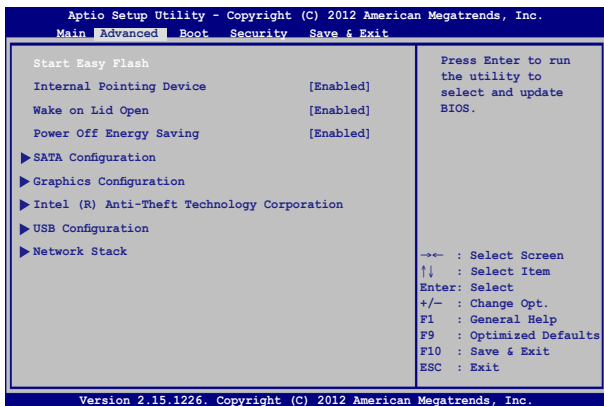 Aptio Setup Utility - Copyright (C) 2012 American Megatrends, Inc.
Main Advanced Boot Security Save & Exit
Start Easy Flash
Internal Pointing Device [Enabled]
Wake on Lid Open [Enabled]
Power Off Energy Saving [Enabled]
SATA Configuration
Graphics Configuration
Intel (R) Anti-Theft Technology Corporation
USB Configuration
Network Stack
Press Enter to run
the utility to
select and update
BIOS.
→← : Select Screen
↑↓ : Select Item
Enter: Select
+/— : Change Opt.
F1 : General Help
F9 : Optimized Defaults
F10 : Save & Exit
ESC : Exit
Version 2.15.1226. Copyright (C) 2012 American Megatrends, Inc.